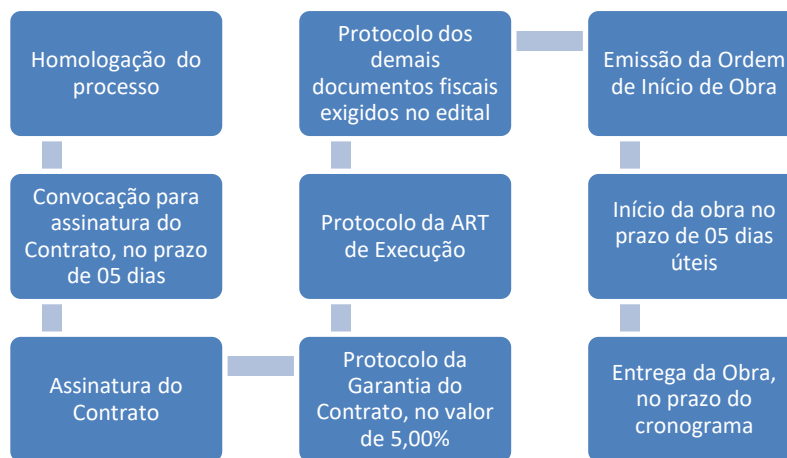 Homologação do
processo
Convocação para
assinatura do
Contrato, no prazo
de 05 dias
Assinatura do
Contrato
Protocolo da
Garantia do
Contrato, no valor
de 5,00%
Protocolo da ART
de Execução
Protocolo dos
demais
documentos fiscais
exigidos no edital
Emissão da Ordem
de Início de Obra
Início da obra no
prazo de 05 dias
úteis
Entrega da Obra,
no prazo do
cronograma